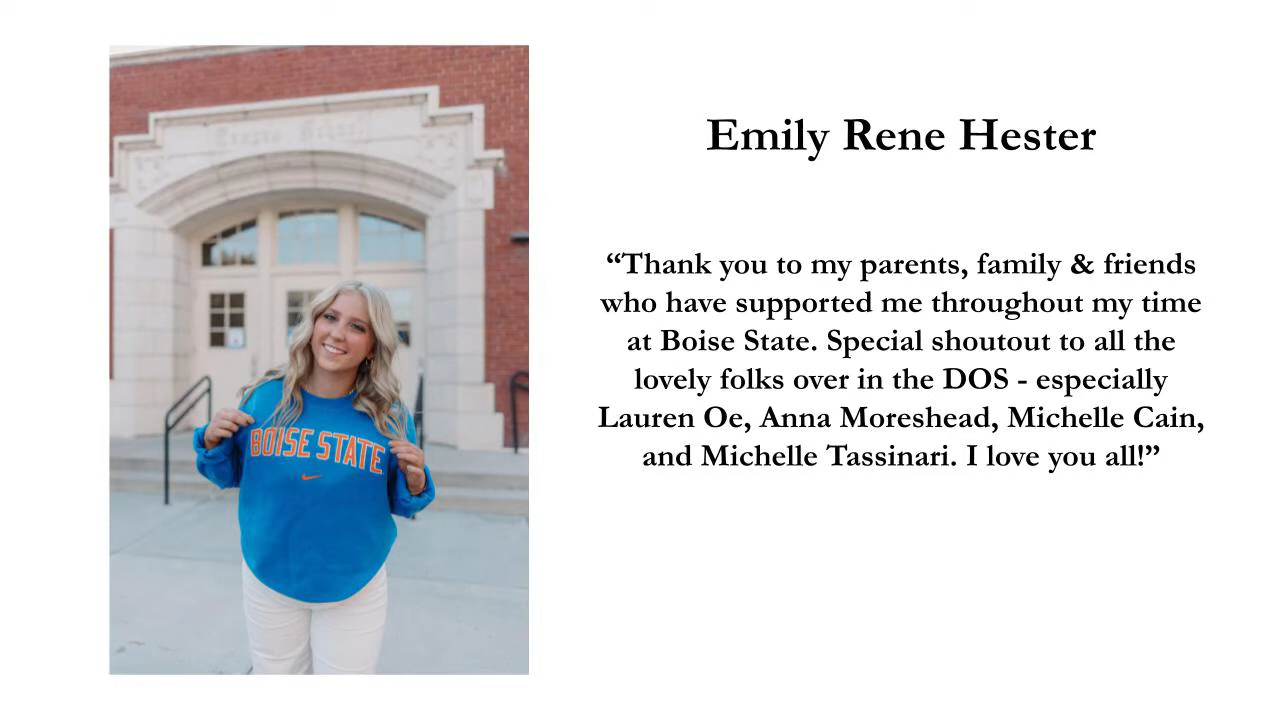 Emily Rene Hester
“Thank you to my parents, family & friends
who have supported me throughout my time
at Boise State. Special shoutout to all the
lovely folks over in the DOS - especially
Lauren Oe, Anna Moreshead, Michelle Cain,
and Michelle Tassinari. I love you all!”
BOISE STATE